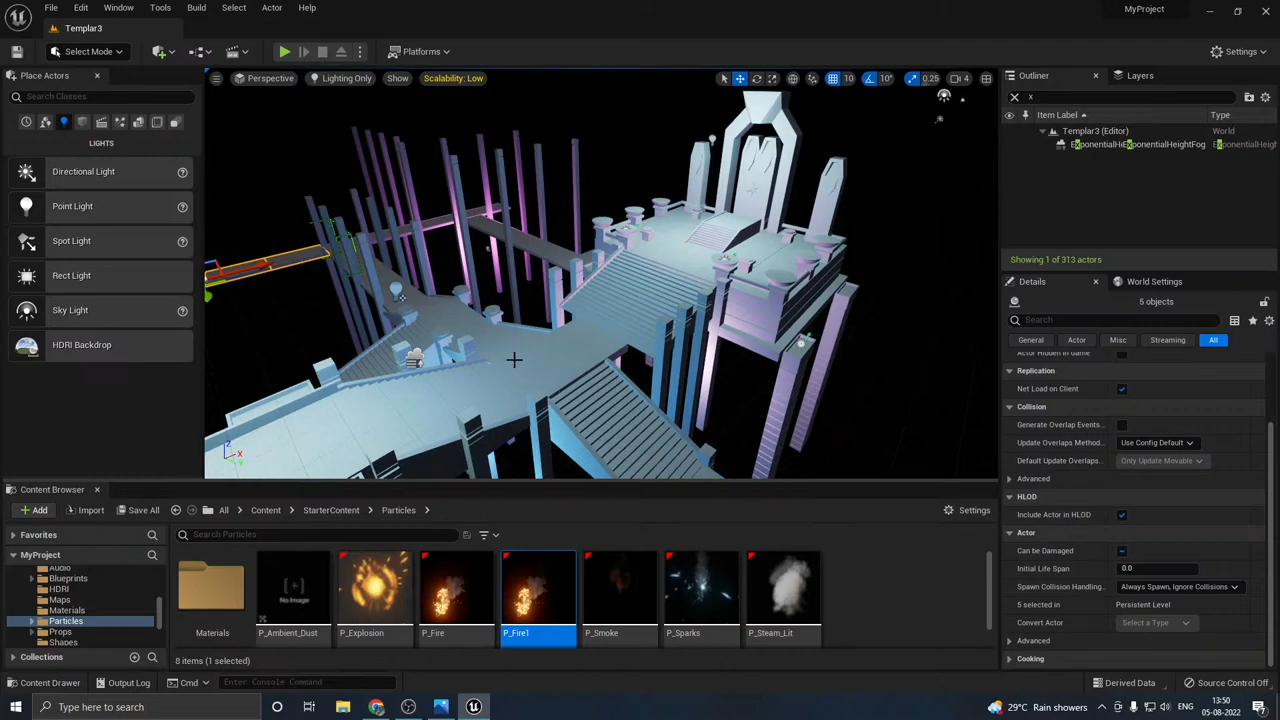 File Edit Window Tools Build Select Actor Help
MyProject
Templar3
Select Mode
Platforms
Settings
Place Actors
Search Classes
LIGHTS
Directional Light
Point Light
Spot Light
Rect Light
Sky Light
HDRI Backdrop
Perspective Lighting Only Show Scalability: Low
10 10° 0.25 4
Z X Y
Outliner Layers
x
Item Label Type
Templar3 (Editor) World
ExponentialHeightFog
Showing 1 of 313 actors
Details World Settings
5 objects
Search
General Actor Misc Streaming All
Actor Hidden in Game
Replication
Net Load on Client
Collision
Generate Overlap Events...
Update Overlaps Method... Use Config Default
Default Update Overlaps... Only Update Movable
Advanced
HLOD
Include Actor in HLOD
Actor
Can be Damaged
Initial Life Span 0.0
Spawn Collision Handling... Always Spawn, Ignore Collisions
5 selected in Persistent Level
Convert Actor Select a Type
Advanced
Cooking
Content Browser
Add Import Save All All Content StarterContent Particles Settings
Favorites
Search Particles
MyProject
Audio
Blueprints
HDRI
Maps
Materials
Particles
Props
Shapes
Collections
No Image
Materials P_Ambient_Dust P_Explosion P_Fire P_Fire1 P_Smoke P_Sparks P_Steam_Lit
8 items (1 selected)
Content Drawer Output Log Cmd Enter Console Command Derived Data Source Control Off
Type here to search
29°C Rain showers
ENG
13:50
05-08-2022